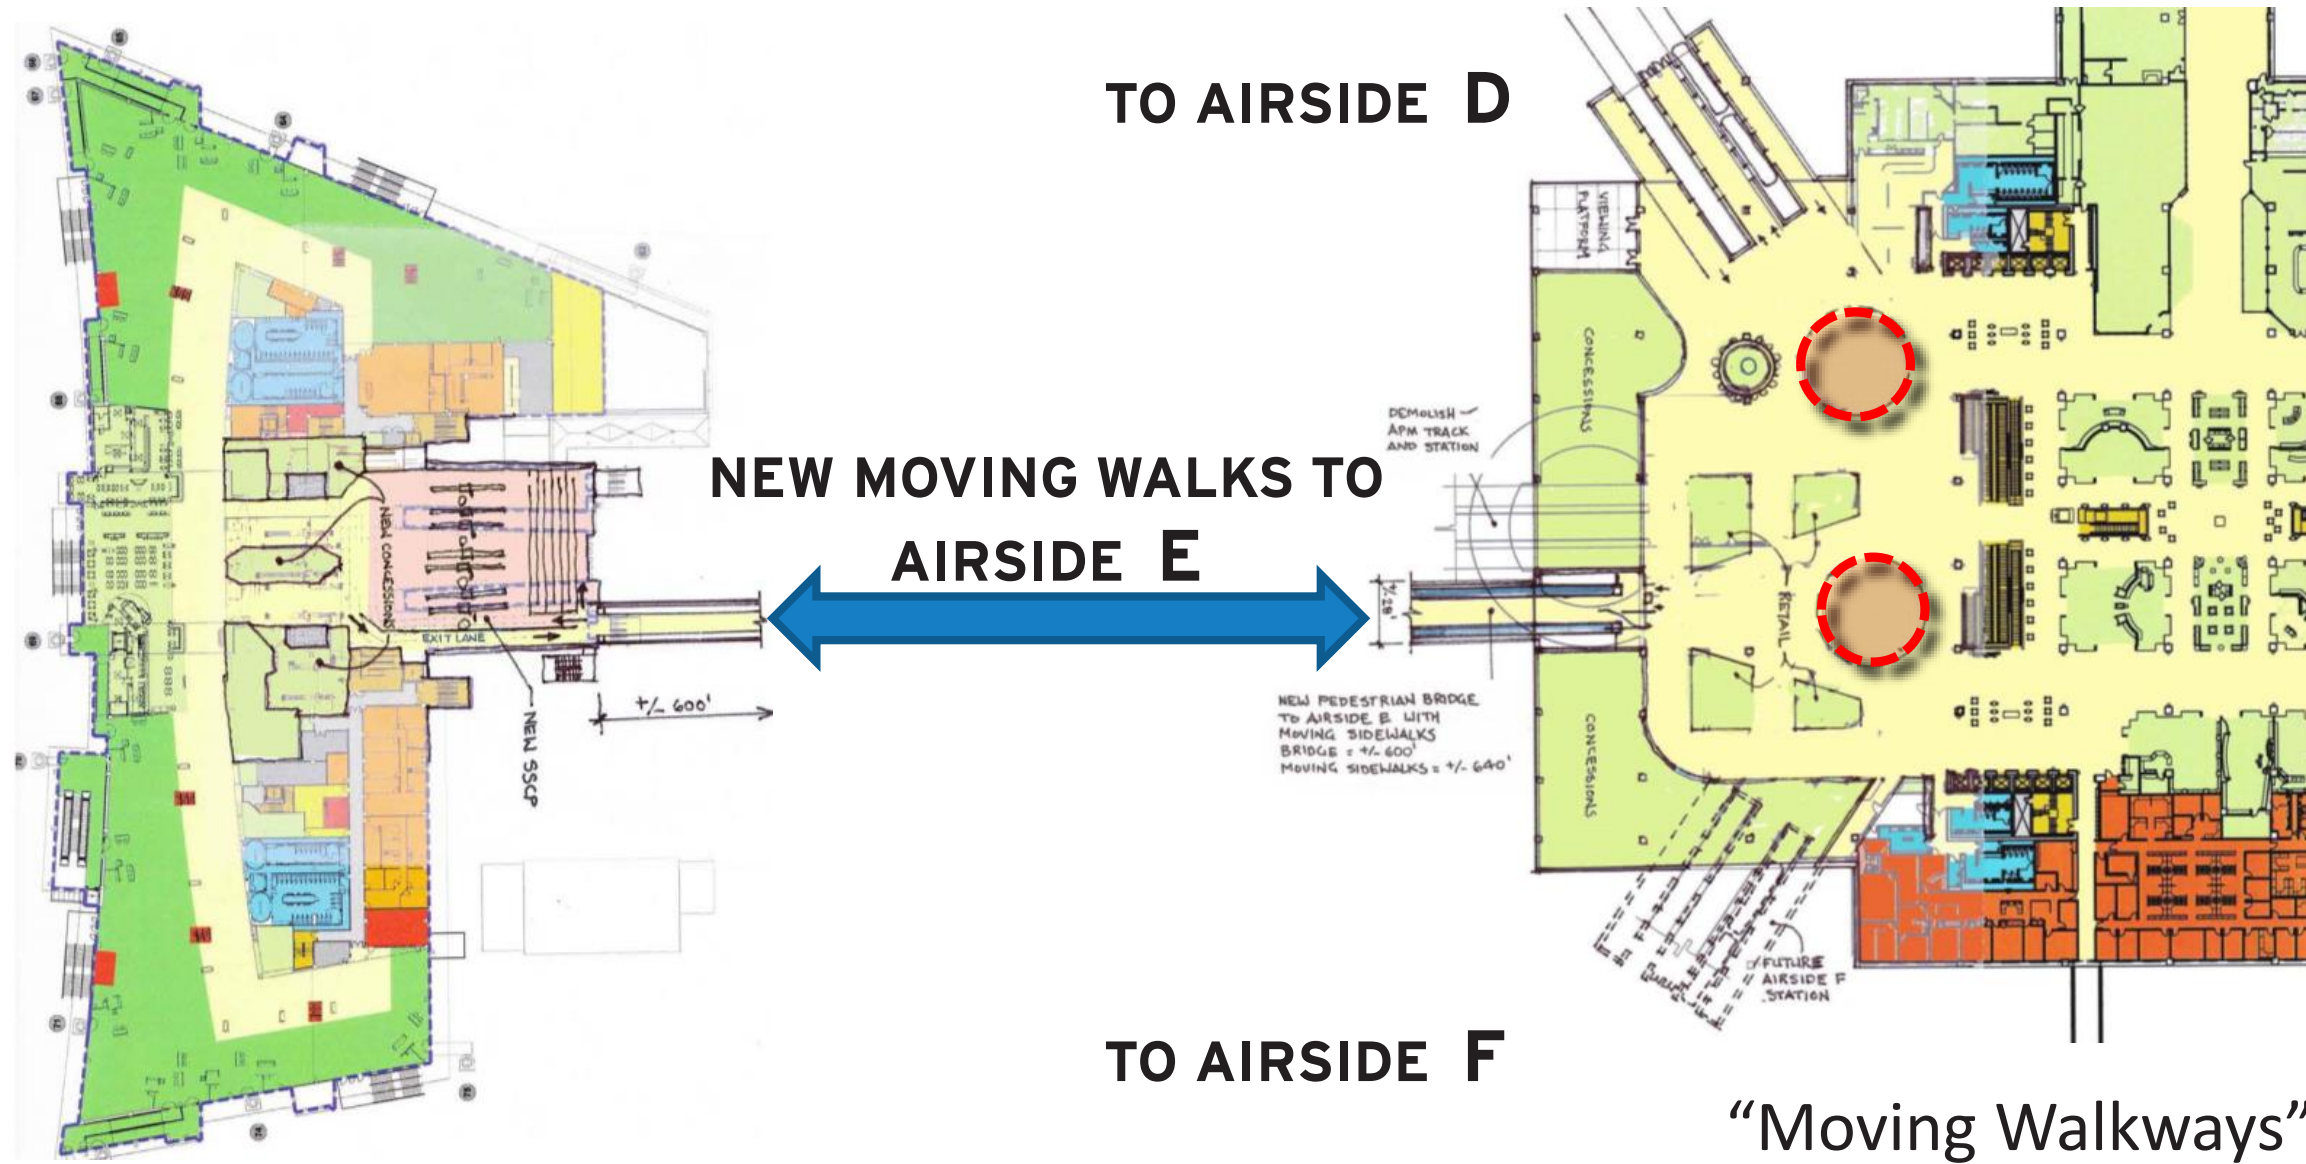 TO AIRSIDE D
VIEWING
PLATFORM
CONCESSIONS
DEMOLISH
APM TRACK
AND STATION
NEW MOVING WALKS TO
AIRSIDE E
NEW CONCESSIONS
EXIT LANE
+/- 28'
RETAIL
+/- 600'
NEW SSCP
NEW PEDESTRIAN BRIDGE
TO AIRSIDE E WITH
MOVING SIDEWALKS
BRIDGE = +/- 600'
MOVING SIDEWALKS = +/- 640'
CONCESSIONS
FUTURE
AIRSIDE F
STATION
TO AIRSIDE F
“Moving Walkways”